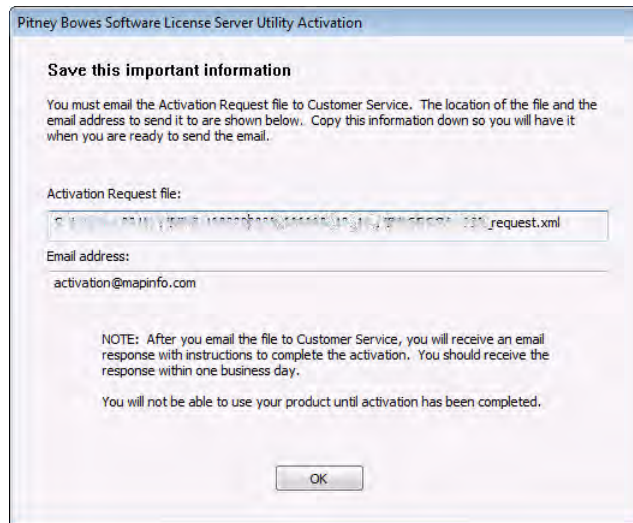 Pitney Bowes Software License Server Utility Activation
Save this important information
You must email the Activation Request file to Customer Service. The location of the file and the
email address to send it to are shown below. Copy this information down so you will have it
when you are ready to send the email.
Activation Request file:
_request.xml
Email address:
activation@mapinfo.com
NOTE: After you email the file to Customer Service, you will receive an email
response with instructions to complete the activation. You should receive the
response within one business day.
You will not be able to use your product until activation has been completed.
OK